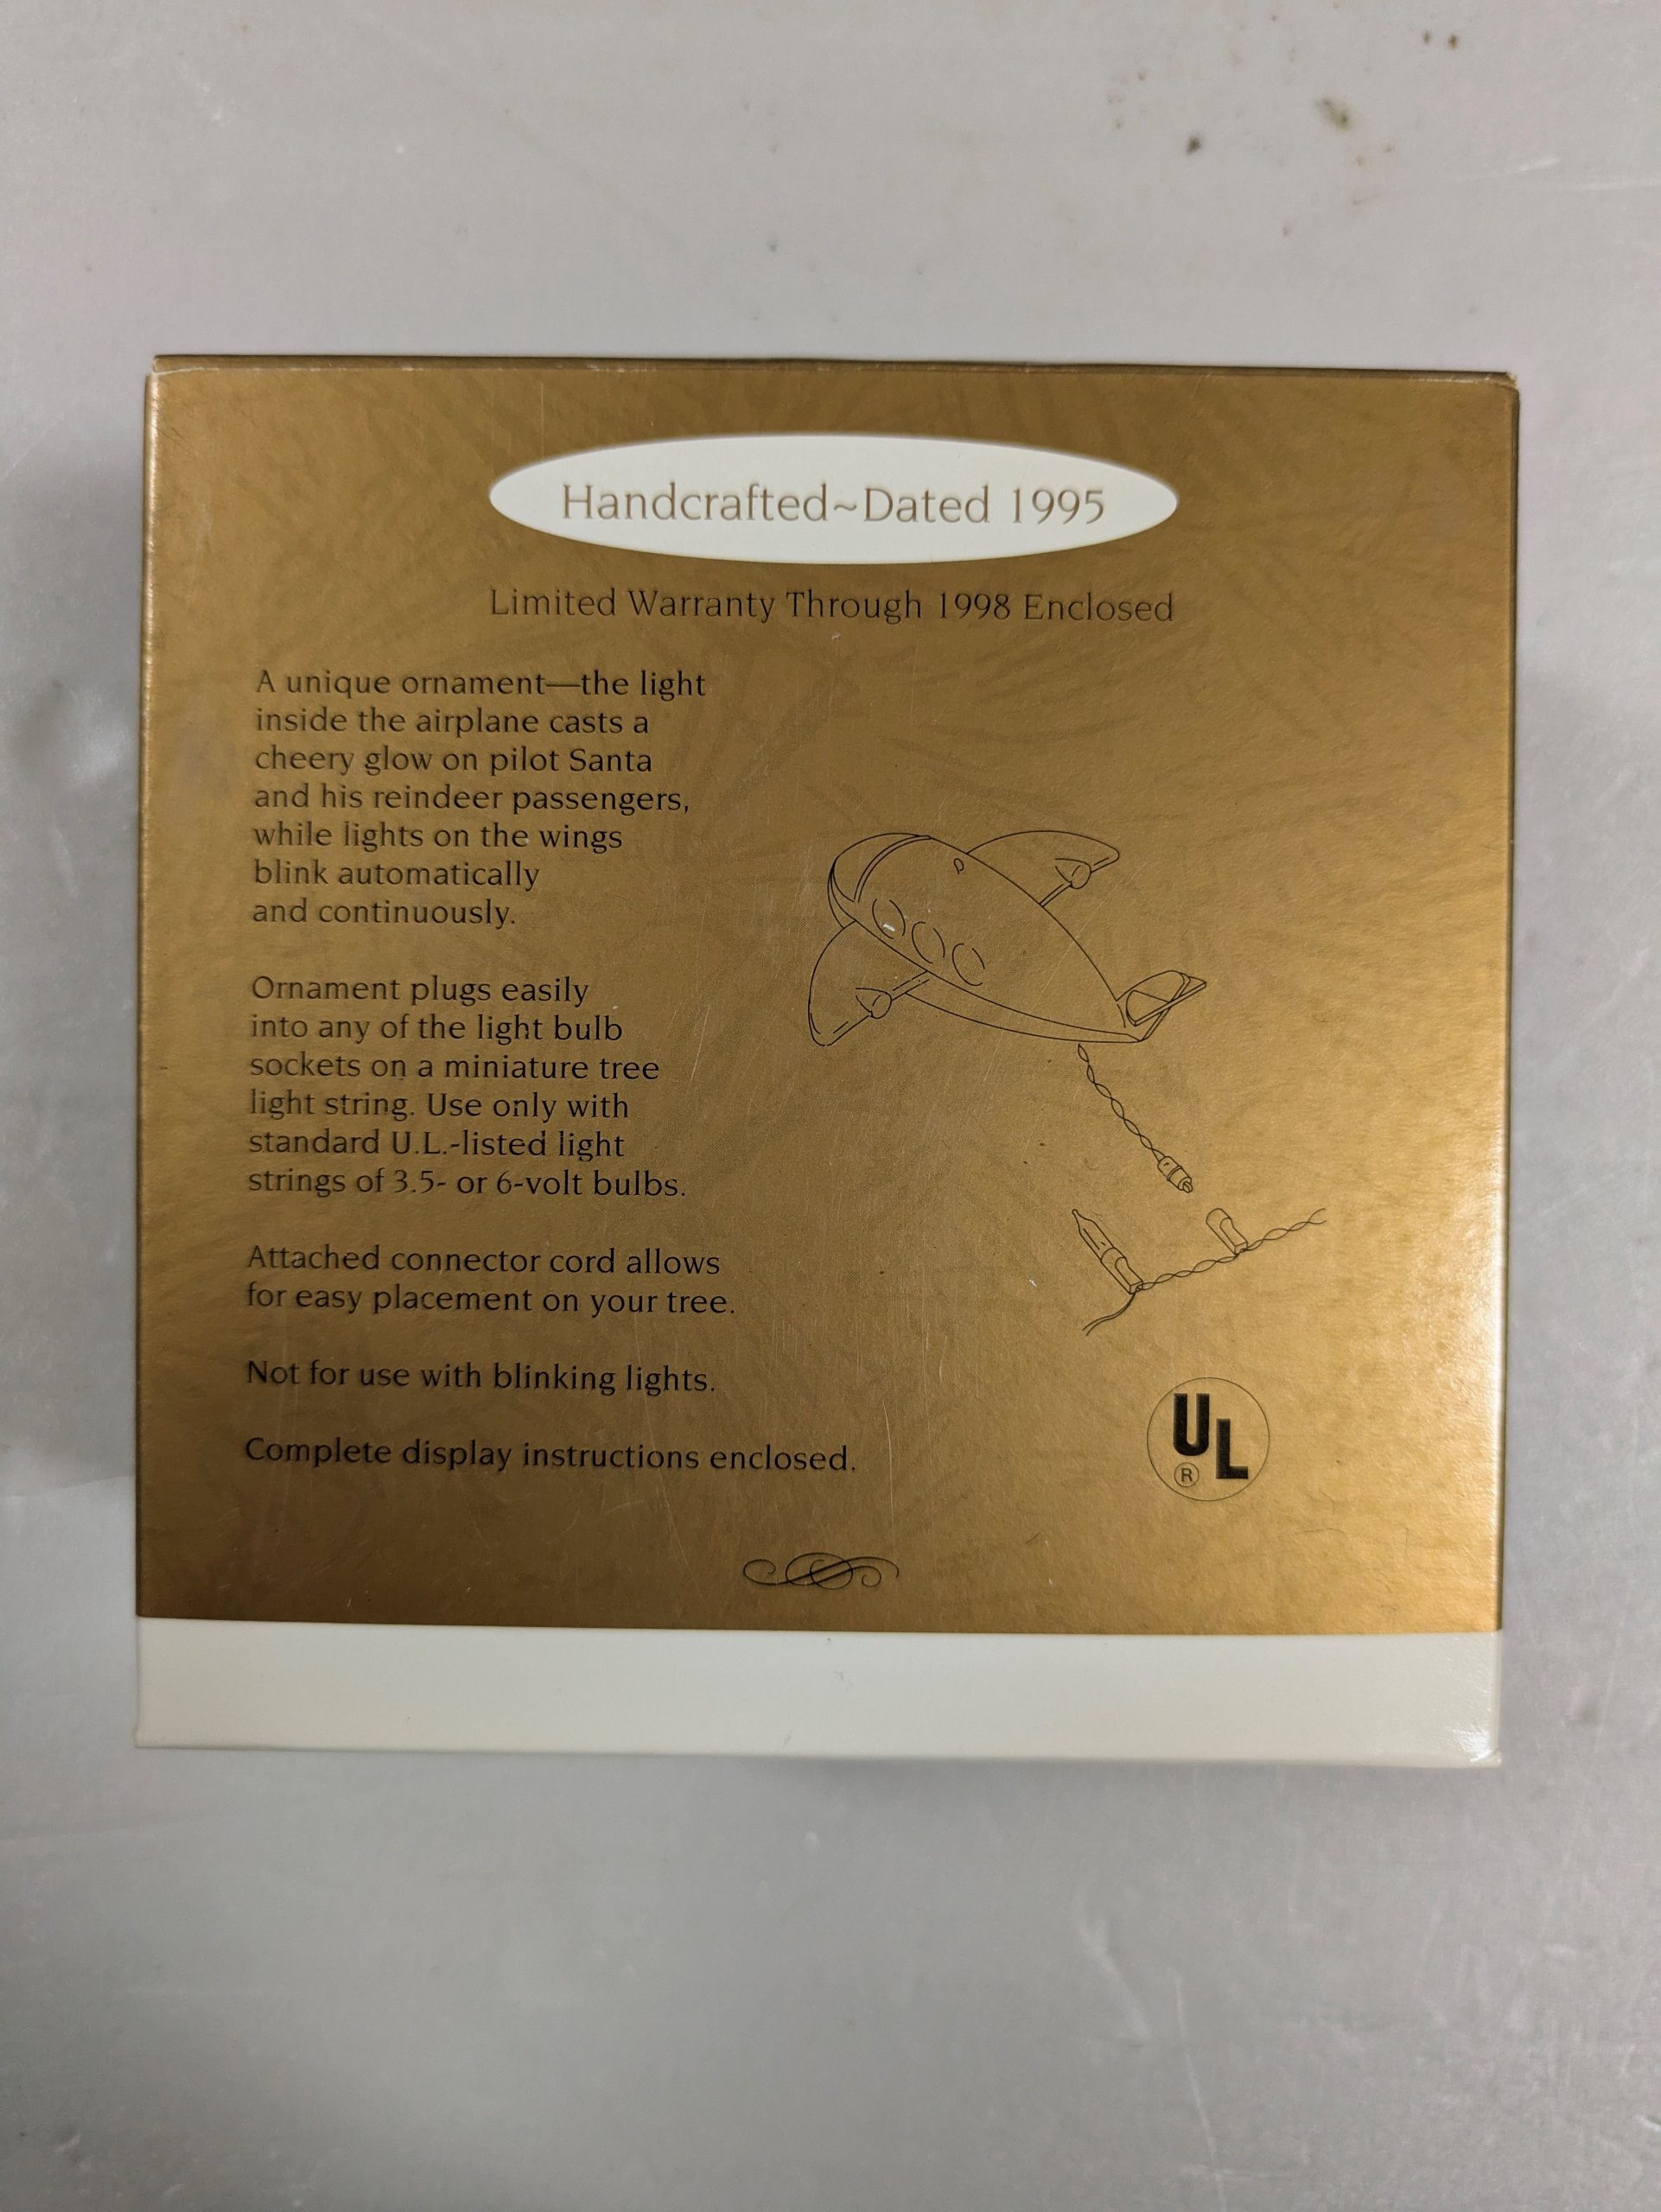 Handcrafted~Dated 1995
Limited Warranty Through 1998 Enclosed
A unique ornament—the light
inside the airplane casts a
cheery glow on pilot Santa
and his reindeer passengers,
while lights on the wings
blink automatically
and continuously.
Ornament plugs easily
into any of the light bulb
sockets on a miniature tree
light string. Use only with
standard U.L.-listed light
strings of 3.5- or 6-volt bulbs.
Attached connector cord allows
for easy placement on your tree.
Not for use with blinking lights.
Complete display instructions enclosed.
UL
®